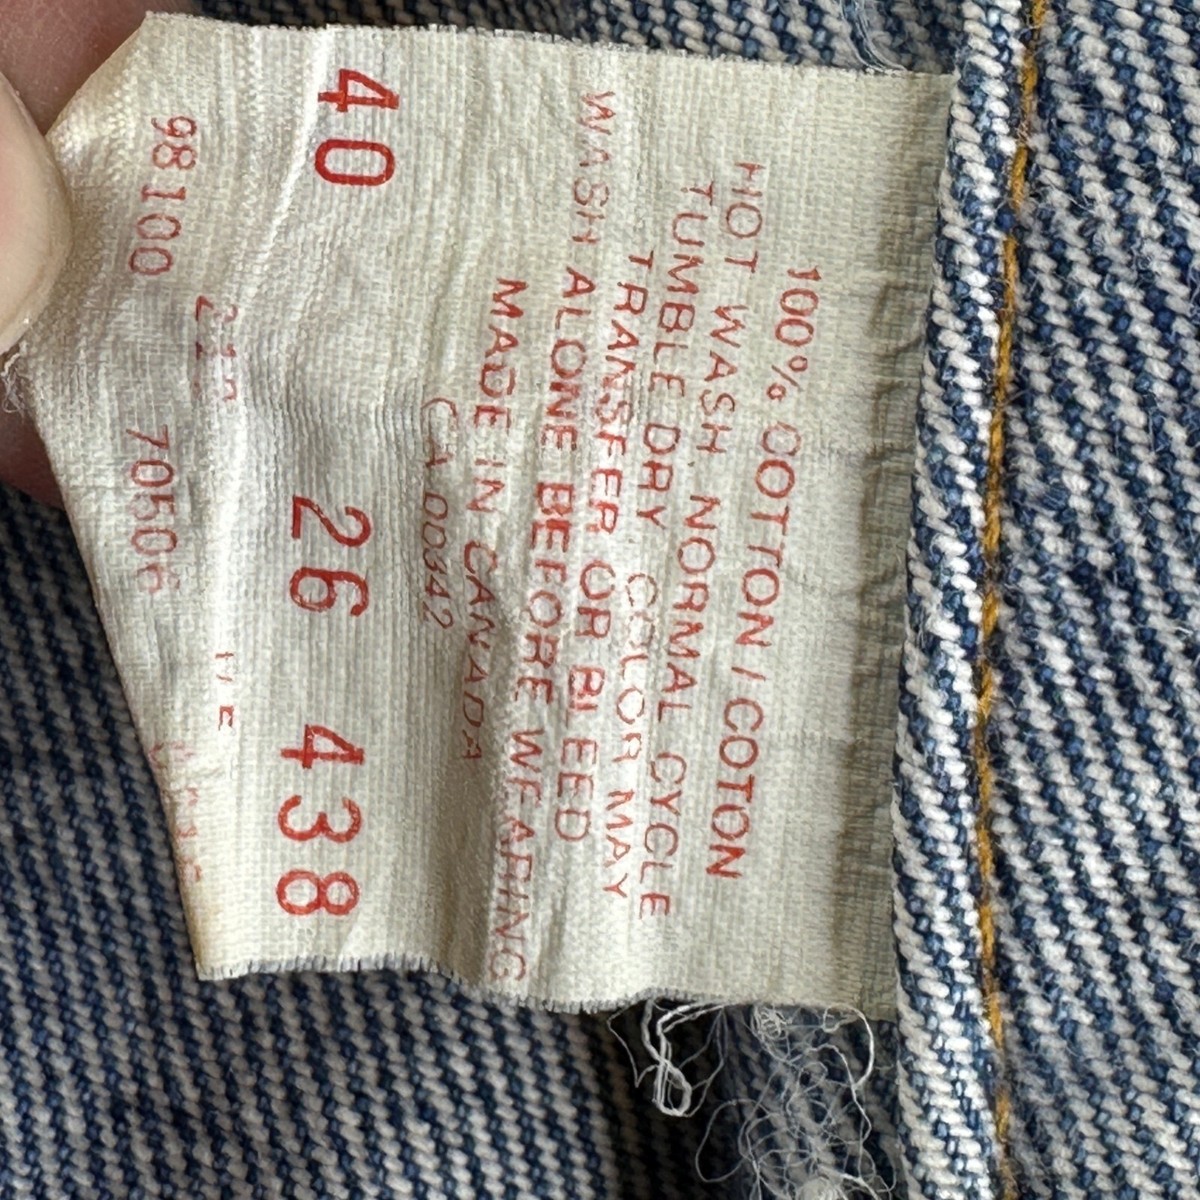 100% COTTON / COTON
HOT WASH NORMAL CYCLE
TUMBLE DRY COLOR MAY
TRANSFER OR BLEED
WASH ALONE BEFORE WEARING
MADE IN CANADA
CA 00342
40 26 438
98100 70506